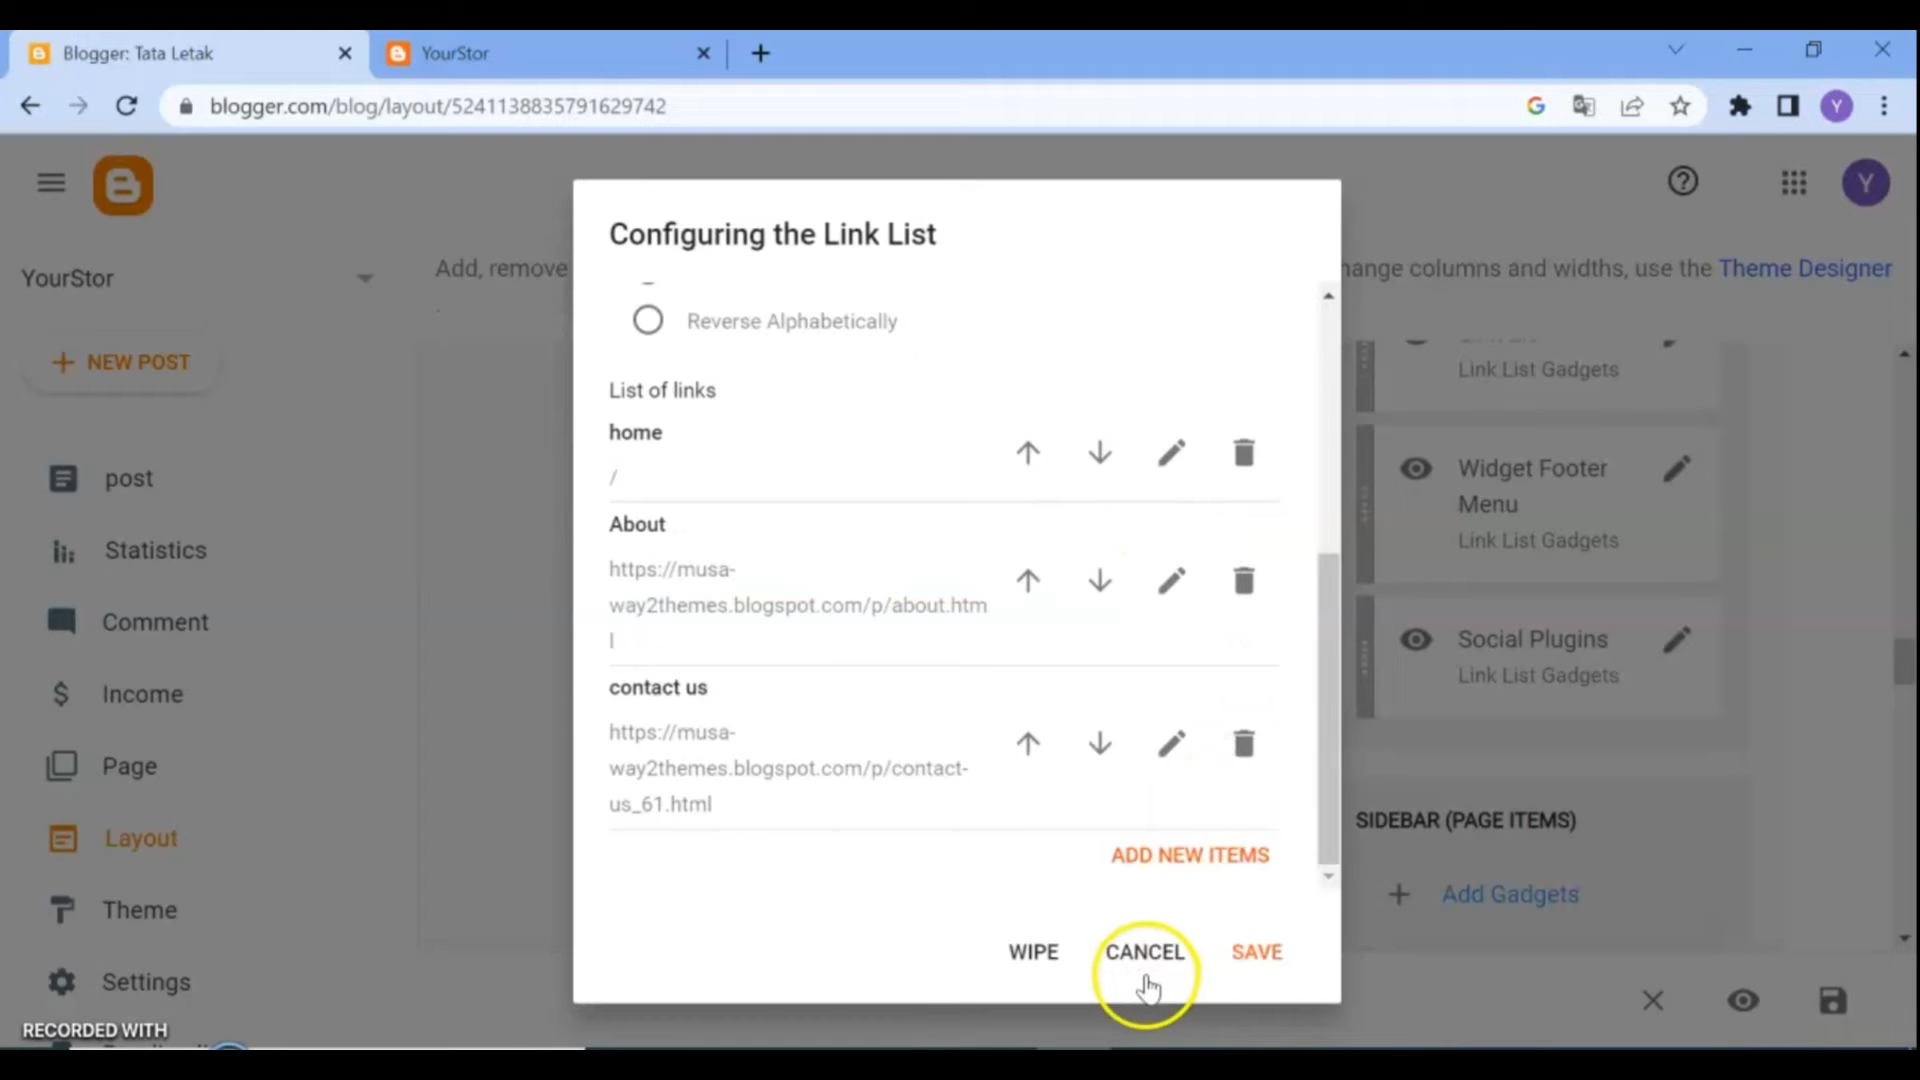 Blogger: Tata Letak
YourStor
blogger.com/blog/layout/5241138835791629742
Y
Y
YourStor
Add, remove
hange columns and widths, use the Theme Designer
.
NEW POST
post
Statistics
Comment
Income
Page
Layout
Theme
Settings
RECORDED WITH
Configuring the Link List
Reverse Alphabetically
List of links
home
/
About
https://musa-
way2themes.blogspot.com/p/about.htm
l
contact us
https://musa-
way2themes.blogspot.com/p/contact-
us_61.html
ADD NEW ITEMS
WIPE
CANCEL
SAVE
Link List Gadgets
Widget Footer
Menu
Link List Gadgets
Social Plugins
Link List Gadgets
SIDEBAR (PAGE ITEMS)
+ Add Gadgets